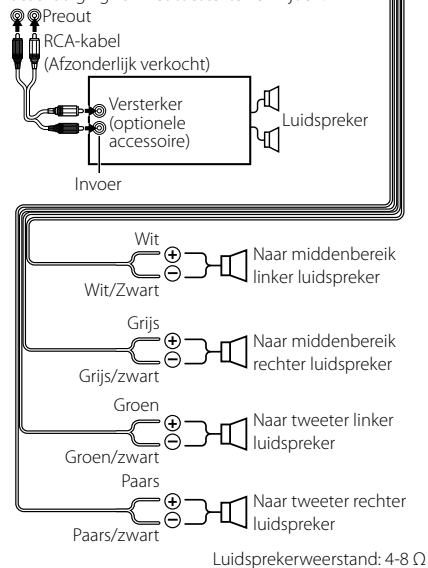 Preout
RCA-kabel
(Afzonderlijk verkocht)
Versterker
(optionele
accessoire)
Luidspreker
Invoer
Wit
+
−
Wit/Zwart
Naar middenbereik
linker luidspreker
Grijs
+
−
Grijs/zwart
Naar middenbereik
rechter luidspreker
Groen
+
−
Groen/zwart
Naar tweeter linker
luidspreker
Paars
+
−
Paars/zwart
Naar tweeter rechter
luidspreker
Luidsprekerweerstand: 4-8 Ω